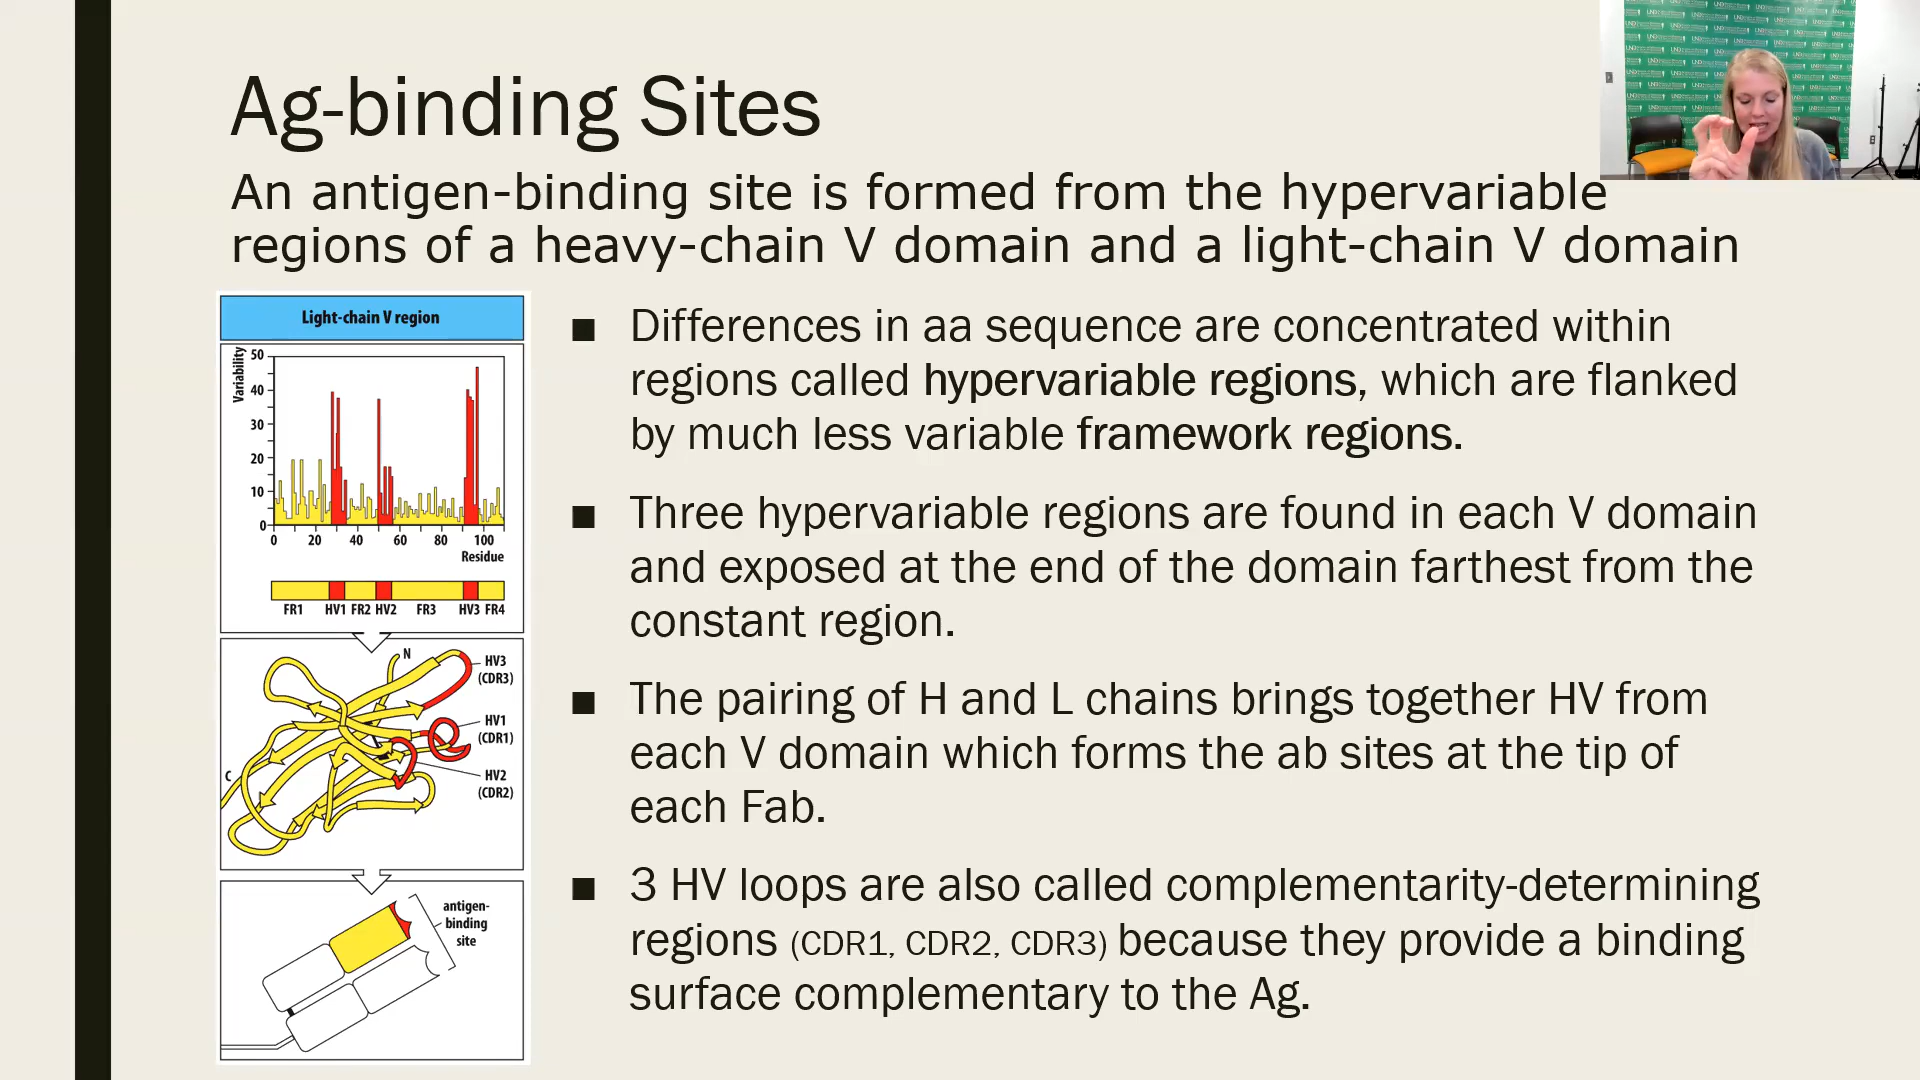 Ag-binding Sites
An antigen-binding site is formed from the hypervariable
regions of a heavy-chain V domain and a light-chain V domain
Light-chain V region
Variability
50
40
30
20
10
0
0 20 40 60 80 100
Residue
FR1 HV1 FR2 HV2 FR3 HV3 FR4
N
HV3
(CDR3)
HV1
(CDR1)
C
HV2
(CDR2)
antigen-
binding
site
■ Differences in aa sequence are concentrated within
regions called hypervariable regions, which are flanked
by much less variable framework regions.
■ Three hypervariable regions are found in each V domain
and exposed at the end of the domain farthest from the
constant region.
■ The pairing of H and L chains brings together HV from
each V domain which forms the ab sites at the tip of
each Fab.
■ 3 HV loops are also called complementarity-determining
regions (CDR1, CDR2, CDR3) because they provide a binding
surface complementary to the Ag.